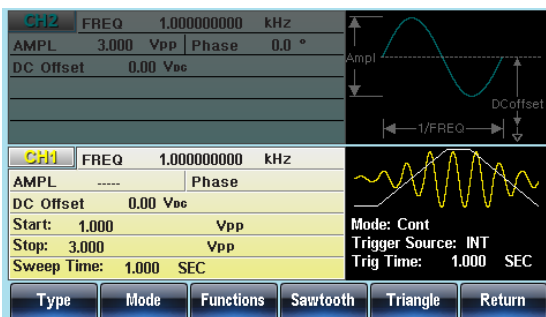 CH2 FREQ 1.000000000 kHz
AMPL 3.000 Vpp Phase 0.0 °
DC Offset 0.00 VDC
Ampl
DCoffset
1/FREQ
CH1 FREQ 1.000000000 kHz
AMPL ----- Phase
DC Offset 0.00 VDC
Start: 1.000 Vpp
Stop: 3.000 Vpp
Sweep Time: 1.000 SEC
Mode: Cont
Trigger Source: INT
Trig Time: 1.000 SEC
Type Mode Functions Sawtooth Triangle Return